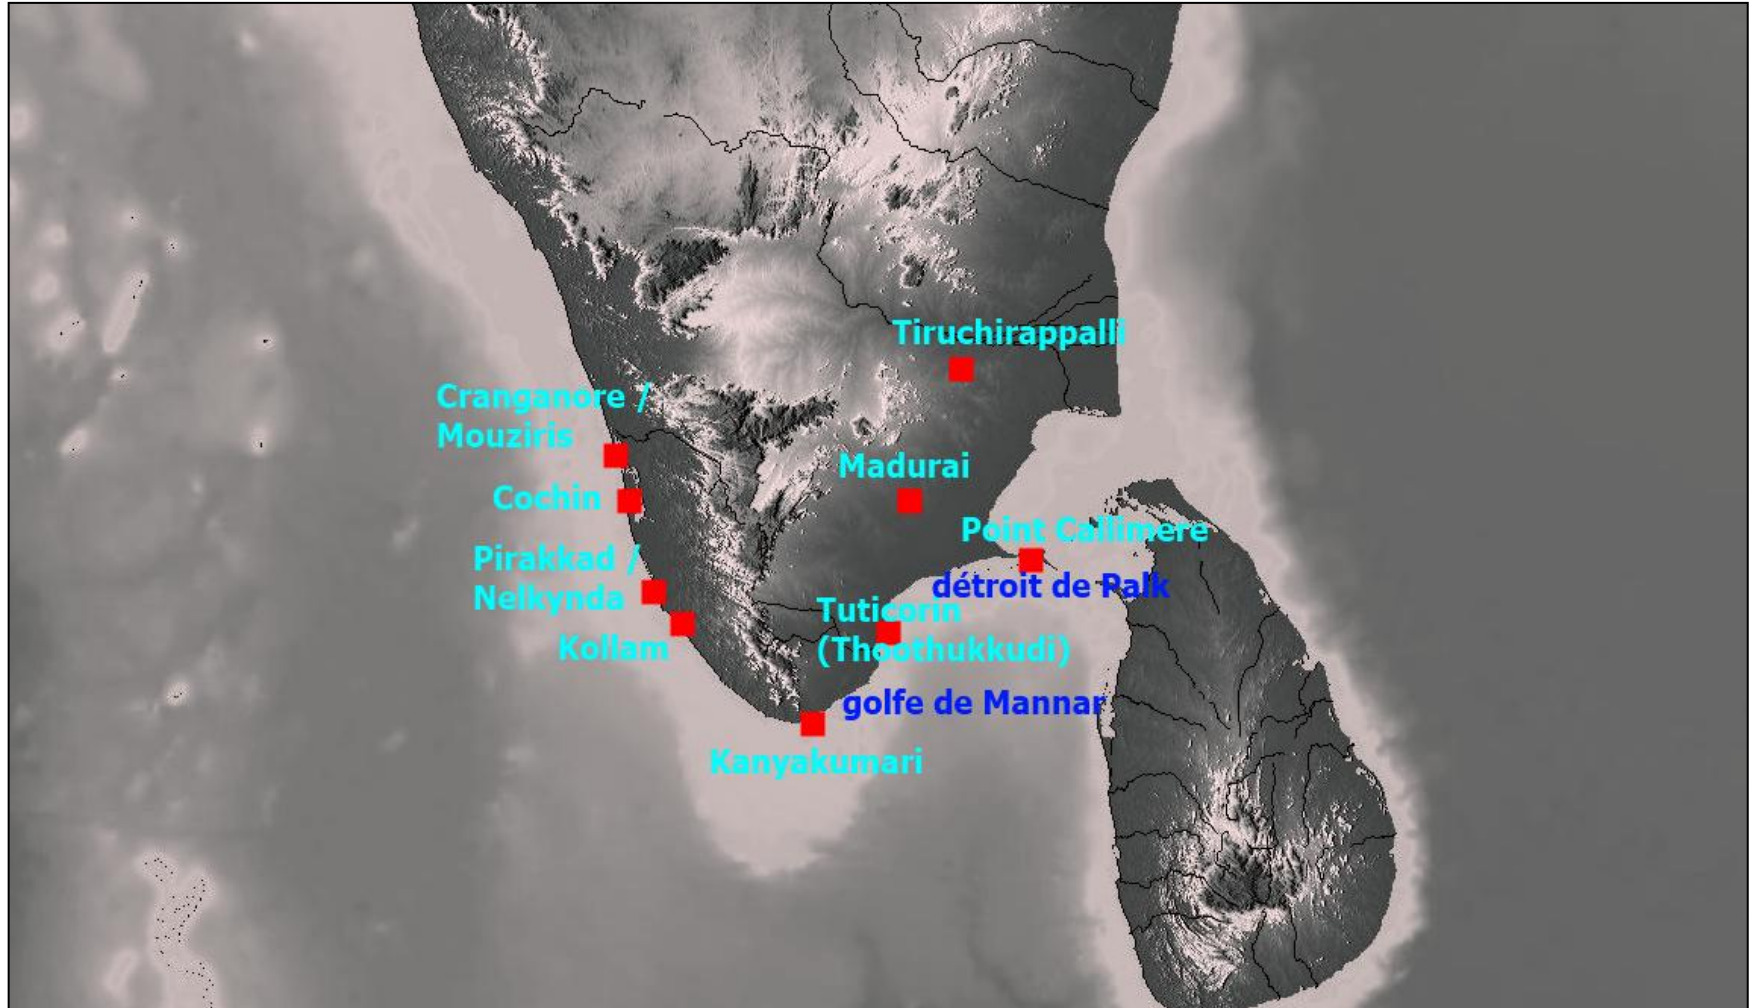 Tiruchirappalli
Cranganore /
Mouziris
Madurai
Cochin
Point Callimere
Pirakkad /
Nelkynda
détroit de Palk
Tuticorin
(Thoothukkudi)
Kollam
golfe de Mannar
Kanyakumari